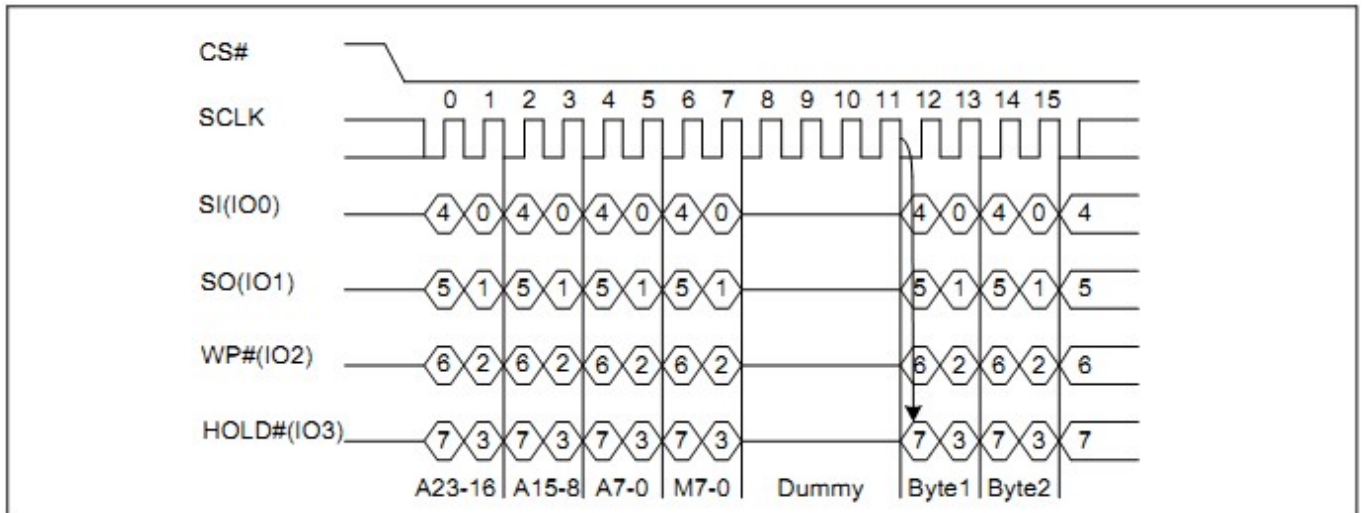 CS#
0 1 2 3 4 5 6 7 8 9 10 11 12 13 14 15
SCLK
SI(IO0) 4 0 4 0 4 0 4 0 4 0 4 0 4
SO(IO1) 5 1 5 1 5 1 5 1 5 1 5 1 5
WP#(IO2) 6 2 6 2 6 2 6 2 6 2 6 2 6
HOLD#(IO3) 7 3 7 3 7 3 7 3 7 3 7 3 7
A23-16 A15-8 A7-0 M7-0 Dummy Byte1 Byte2